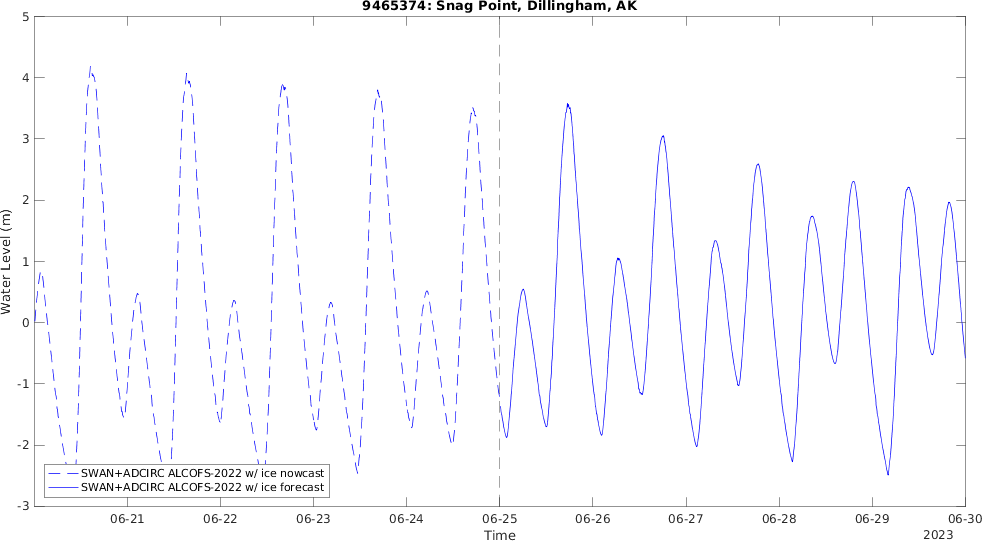 9465374: Snag Point, Dillingham, AK
5
4
3
2
1
0
-1
-2
-3
Water Level (m)
SWAN+ADCIRC ALCOFS-2022 w/ ice nowcast
SWAN+ADCIRC ALCOFS-2022 w/ ice forecast
06-21 06-22 06-23 06-24 06-25 06-26 06-27 06-28 06-29 06-30
Time
2023